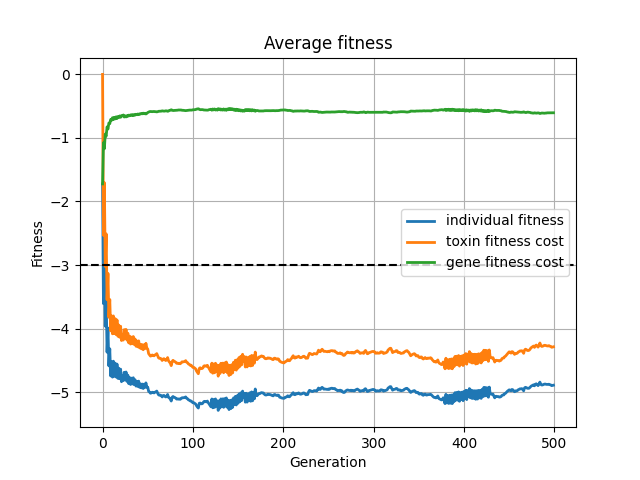 Average fitness
0
−1
−2
−3
−4
−5
Fitness
individual fitness
toxin fitness cost
gene fitness cost
0 100 200 300 400 500
Generation